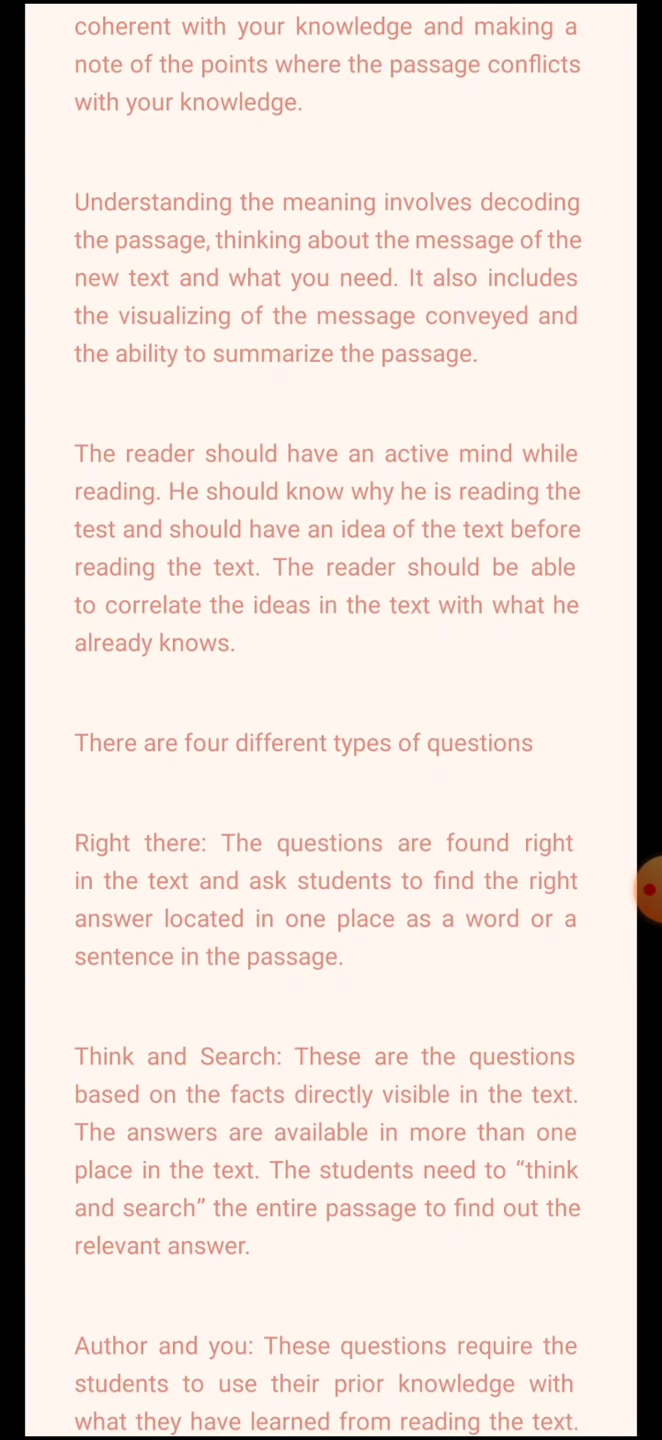 coherent with your knowledge and making a
note of the points where the passage conflicts
with your knowledge.
Understanding the meaning involves decoding
the passage, thinking about the message of the
new text and what you need. It also includes
the visualizing of the message conveyed and
the ability to summarize the passage.
The reader should have an active mind while
reading. He should know why he is reading the
test and should have an idea of the text before
reading the text. The reader should be able
to correlate the ideas in the text with what he
already knows.
There are four different types of questions
Right there: The questions are found right
in the text and ask students to find the right
answer located in one place as a word or a
sentence in the passage.
Think and Search: These are the questions
based on the facts directly visible in the text.
The answers are available in more than one
place in the text. The students need to “think
and search” the entire passage to find out the
relevant answer.
Author and you: These questions require the
students to use their prior knowledge with
what they have learned from reading the text.